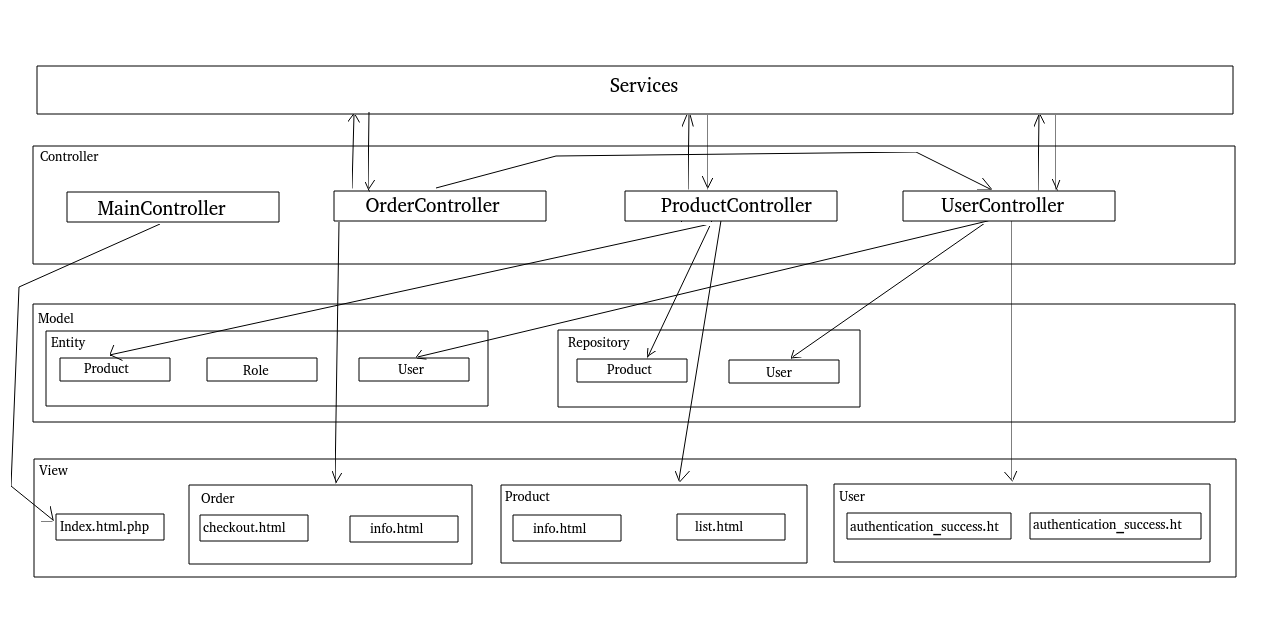 Services
Controller
MainController
OrderController
ProductController
UserController
Model
Entity
Product
Role
User
Repository
Product
User
View
Index.html.php
Order
checkout.html
info.html
Product
info.html
list.html
User
authentication_success.ht
authentication_success.ht